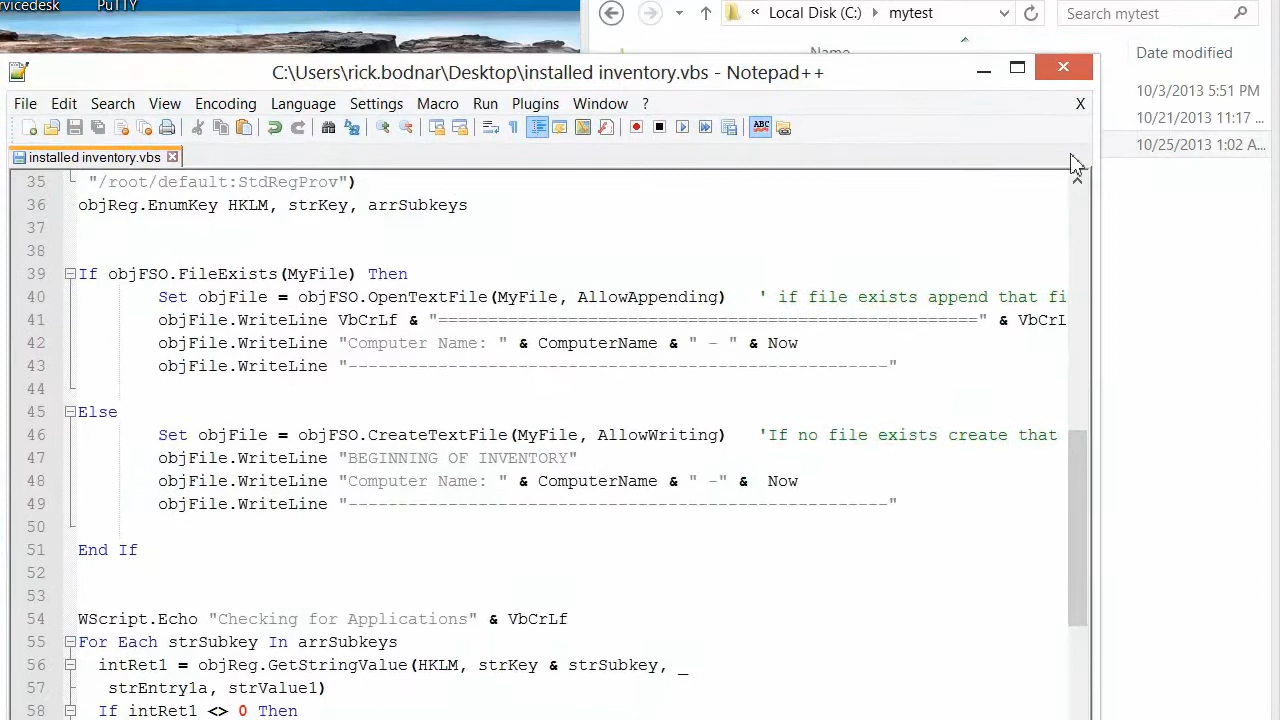 rvicedesk PuTTY
« Local Disk (C:) ▸ mytest
Search mytest
Name
Date modified
10/3/2013 5:51 PM
10/21/2013 11:17 ...
10/25/2013 1:02 A...
C:\Users\rick.bodnar\Desktop\installed inventory.vbs - Notepad++
File Edit Search View Encoding Language Settings Macro Run Plugins Window ? X
installed inventory.vbs
35 "/root/default:StdRegProv")
36 objReg.EnumKey HKLM, strKey, arrSubkeys
37
38
39 If objFSO.FileExists(MyFile) Then
40 Set objFile = objFSO.OpenTextFile(MyFile, AllowAppending) ' if file exists append that fi
41 objFile.WriteLine VbCrLf & "======================================================" & VbCrL
42 objFile.WriteLine "Computer Name: " & ComputerName & " - " & Now
43 objFile.WriteLine "------------------------------------------------------"
44
45 Else
46 Set objFile = objFSO.CreateTextFile(MyFile, AllowWriting) 'If no file exists create that
47 objFile.WriteLine "BEGINNING OF INVENTORY"
48 objFile.WriteLine "Computer Name: " & ComputerName & " -" & Now
49 objFile.WriteLine "------------------------------------------------------"
50
51 End If
52
53
54 WScript.Echo "Checking for Applications" & VbCrLf
55 For Each strSubkey In arrSubkeys
56 intRet1 = objReg.GetStringValue(HKLM, strKey & strSubkey, _
57 strEntry1a, strValue1)
58 If intRet1 <> 0 Then